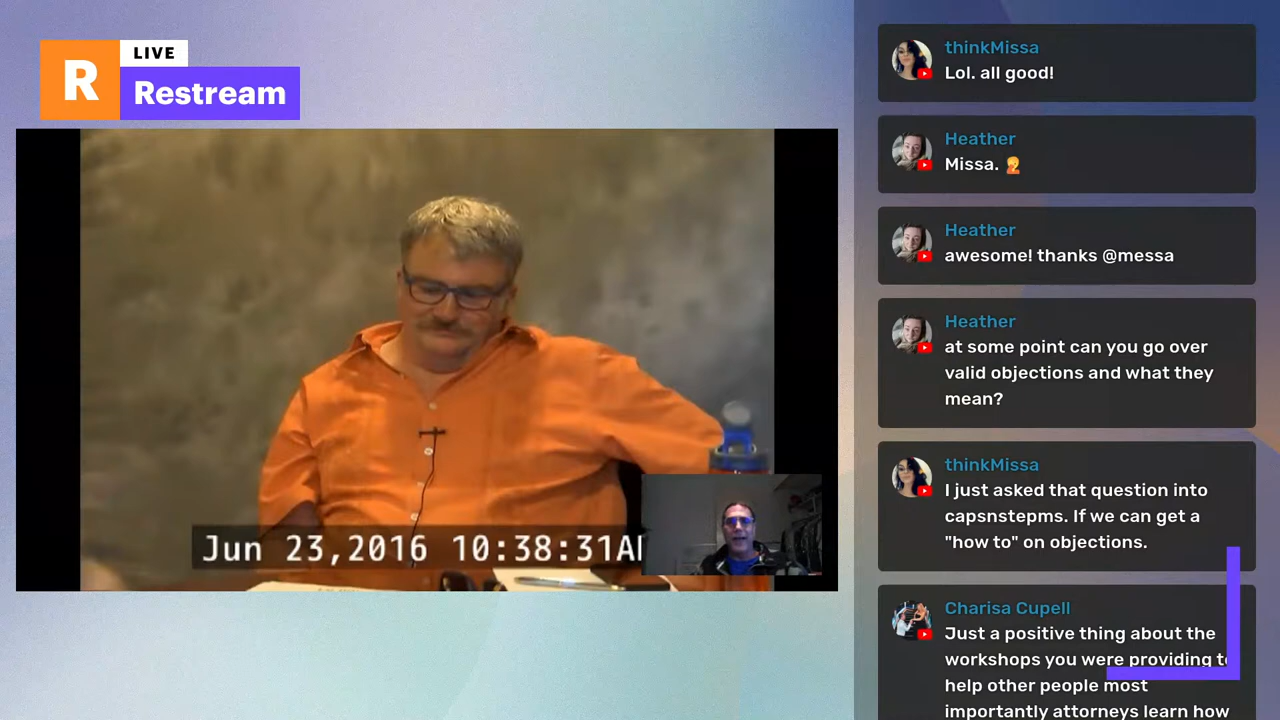 R
LIVE
Restream
Jun 23,2016 10:38:31A
thinkMissa
Lol. all good!
Heather
Missa. 🤦
Heather
awesome! thanks @messa
Heather
at some point can you go over
valid objections and what they
mean?
thinkMissa
I just asked that question into
capsnstepms. If we can get a
"how to" on objections.
Charisa Cupell
Just a positive thing about the
workshops you were providing to
help other people most
importantly attorneys learn how